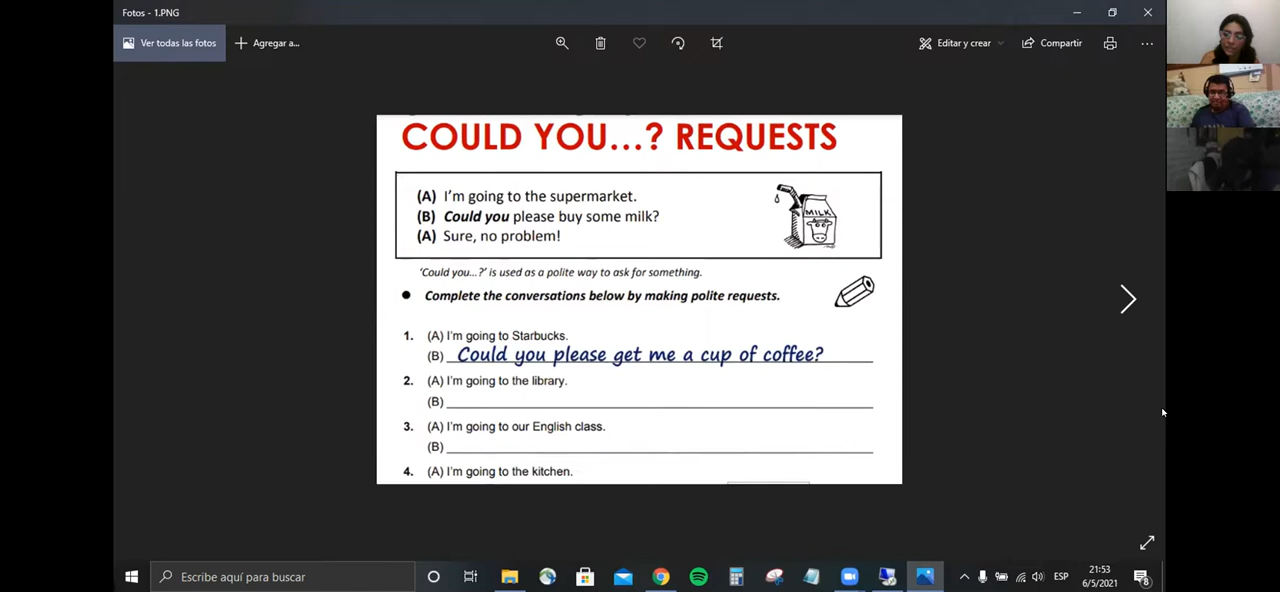 Fotos - 1.PNG
Ver todas las fotos
Agregar a...
Editar y crear
Compartir
COULD YOU...? REQUESTS
(A) I'm going to the supermarket.
(B) Could you please buy some milk?
(A) Sure, no problem!
MILK
'Could you...?' is used as a polite way to ask for something.
Complete the conversations below by making polite requests.
1. (A) I'm going to Starbucks.
(B) Could you please get me a cup of coffee?
2. (A) I'm going to the library.
(B)
3. (A) I'm going to our English class.
(B)
4. (A) I'm going to the kitchen.
Escribe aquí para buscar
ESP
21:53
6/5/2021
8